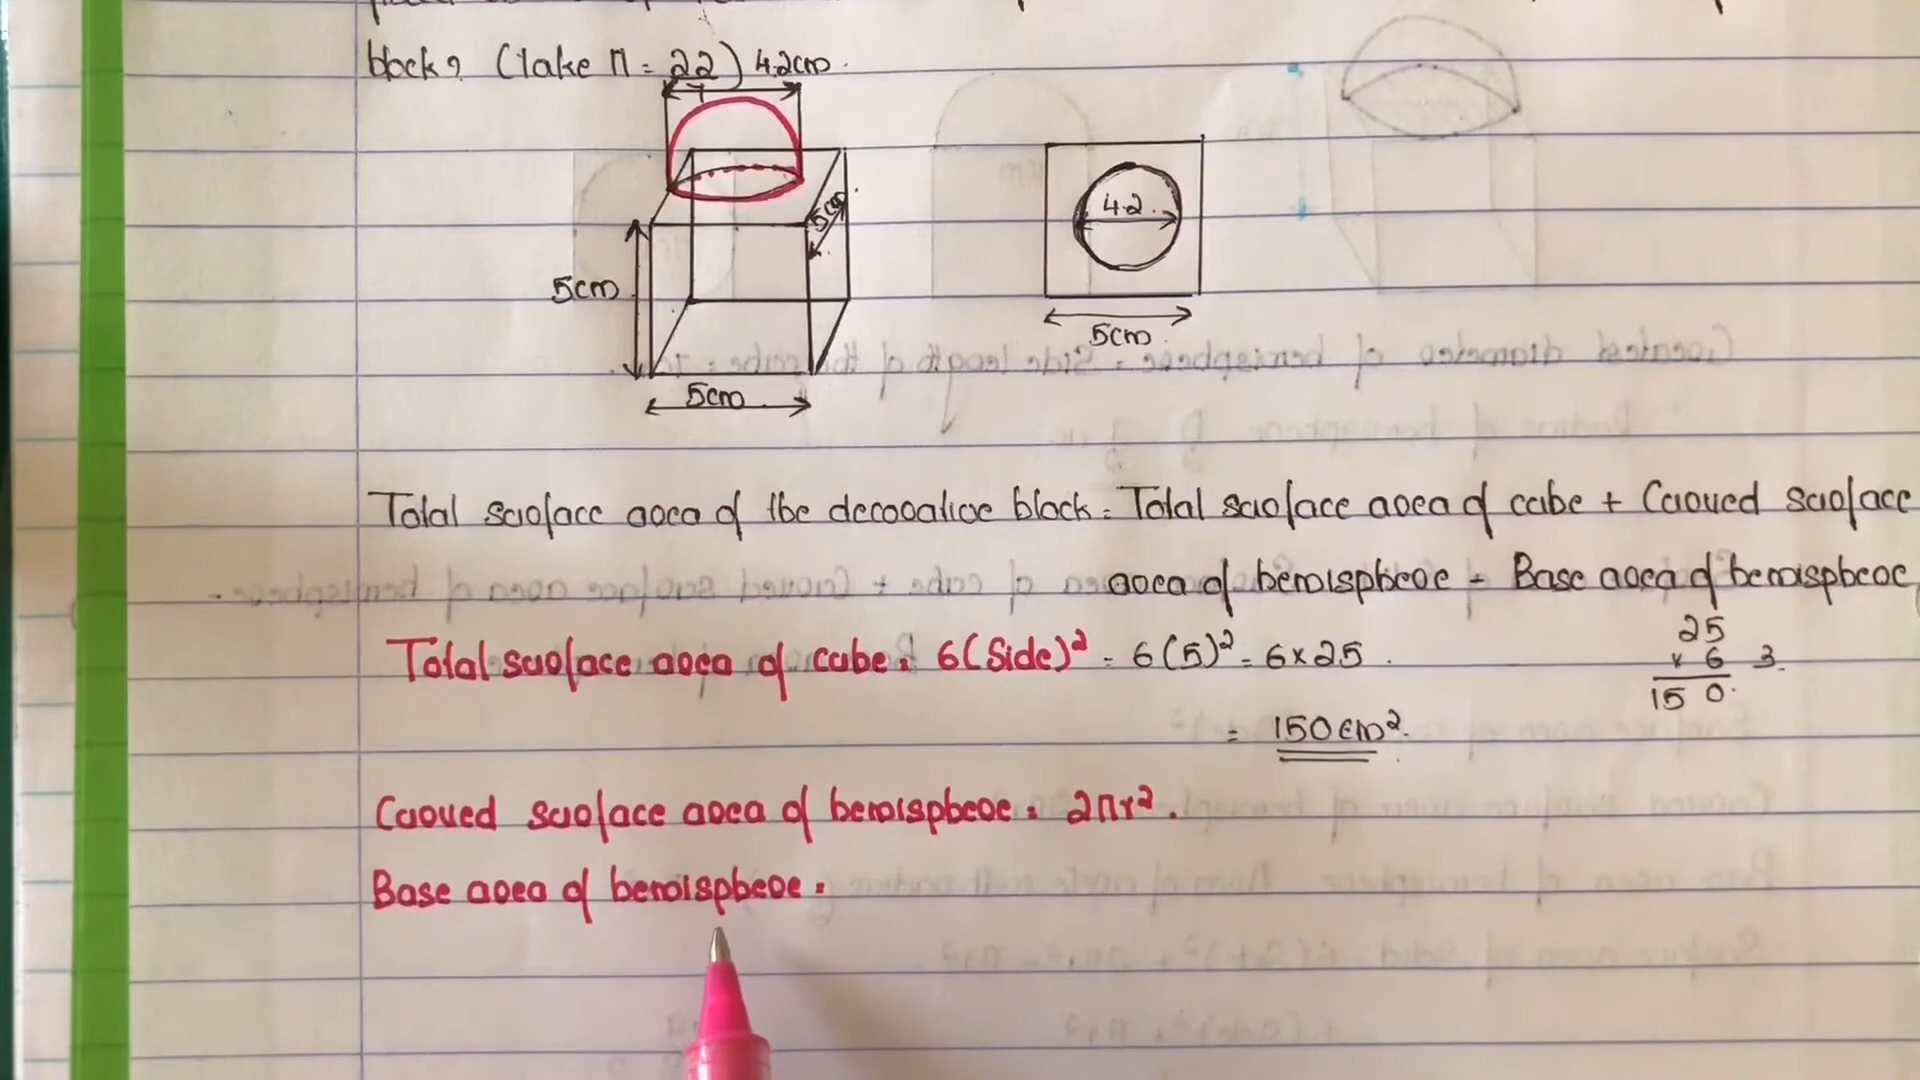 block? (Take π = 22/7) 4.2cm.
5cm
4.2
5cm
5cm
5cm
Total surface area of the decorative block = Total surface area of cube + Curved surface
area of hemisphere - Base area of hemisphere
Total surface area of cube = 6(Side)² = 6(5)² = 6×25.
25
× 6 3
150.
= 150cm².
Curved surface area of hemisphere = 2πr².
Base area of hemisphere =